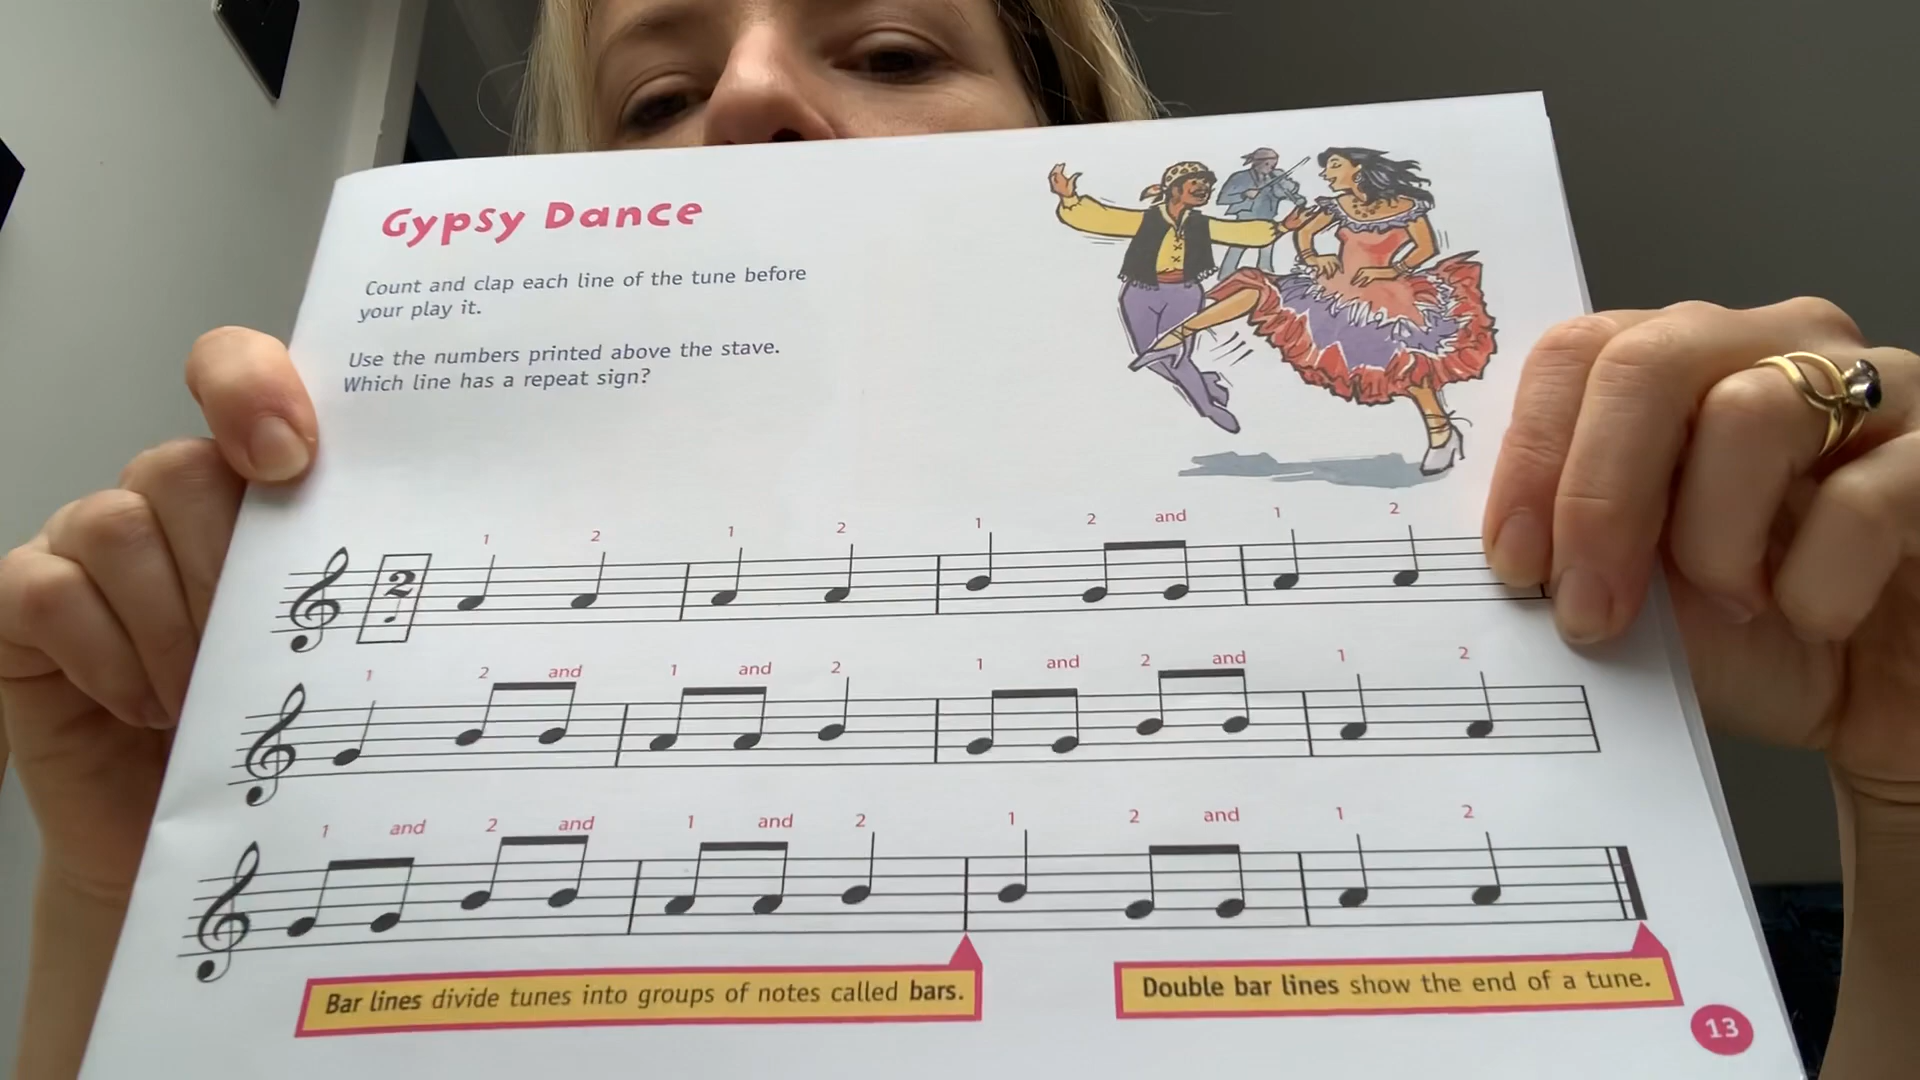 Gypsy Dance
Count and clap each line of the tune before
your play it.
Use the numbers printed above the stave.
Which line has a repeat sign?
1 2 1 2 1 2 and 1 2
2
1 2 and 1 and 2 1 and 2 and 1 2
1 and 2 and 1 and 2 1 2 and 1 2
Bar lines divide tunes into groups of notes called bars.
Double bar lines show the end of a tune.
13